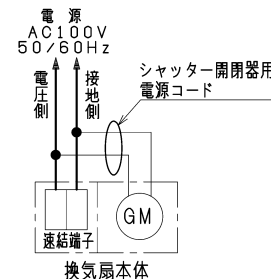 電 源
AC100V
50/60Hz
電圧側
接地側
シャッター開閉器用
電源コード
GM
速結端子
換気扇本体